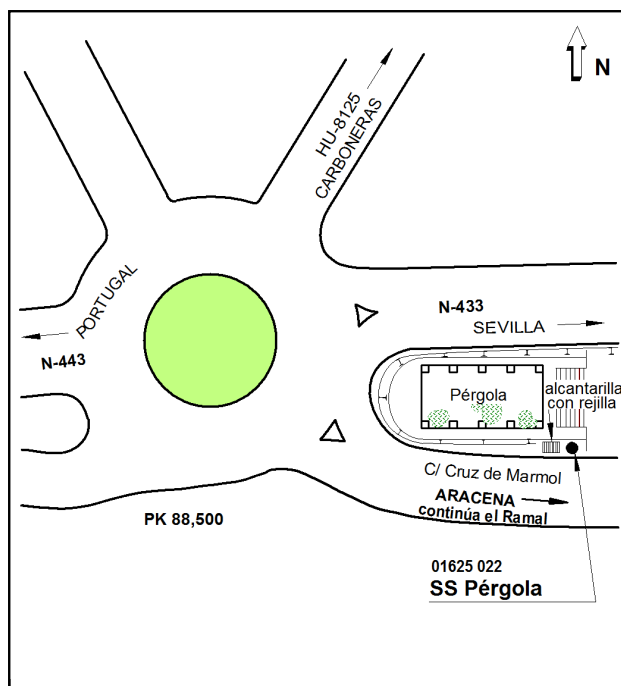 N
HU-8125
CARBONERAS
PORTUGAL
N-443
N-433
SEVILLA
Pérgola
alcantarilla
con rejilla
C/ Cruz de Marmol
ARACENA
continúa el Ramal
PK 88,500
01625 022
SS Pérgola